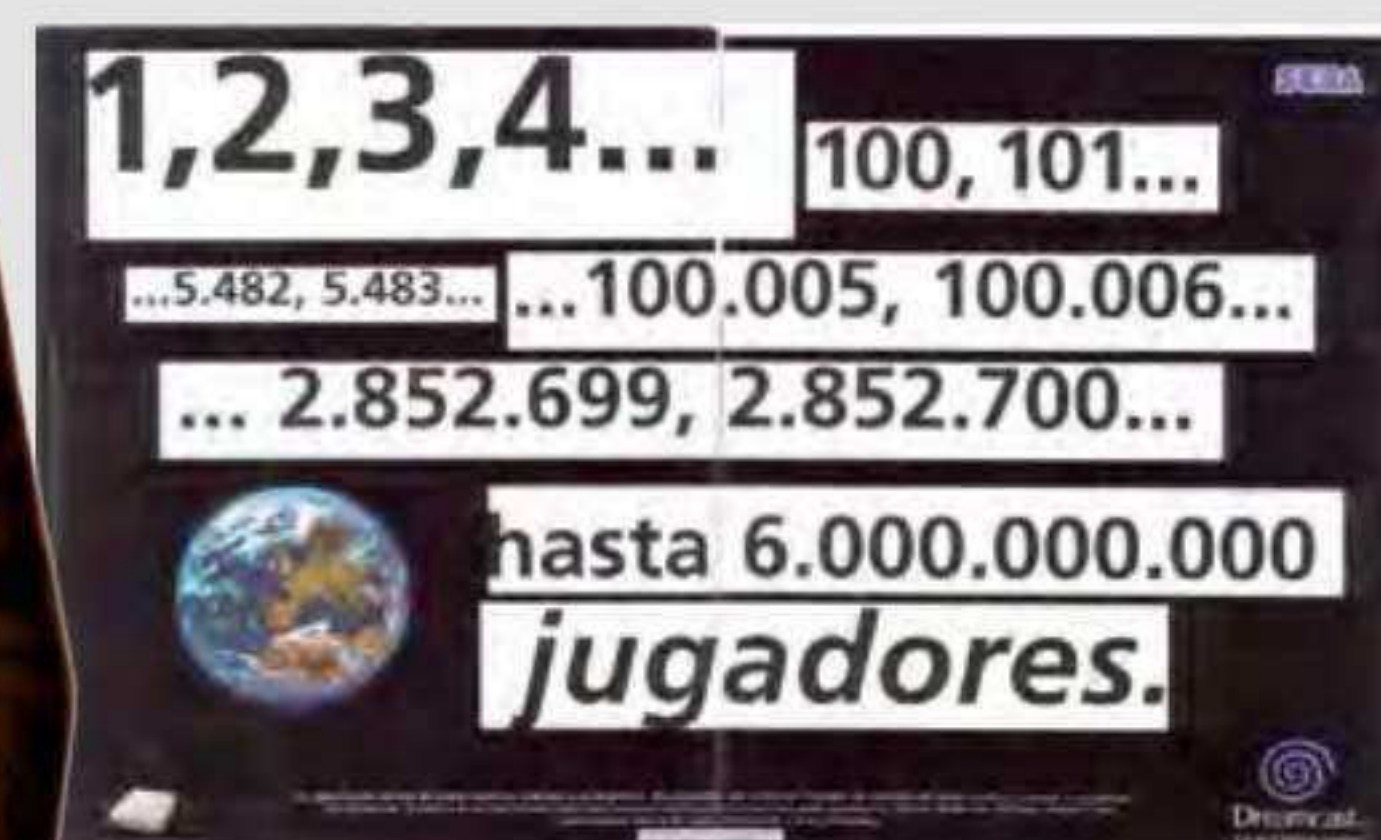 1,2,3,4...
SEGA
100, 101...
...5.482, 5.483...
...100.005, 100.006...
... 2.852.699, 2.852.700...
hasta 6.000.000.000
jugadores.
Dreamcast